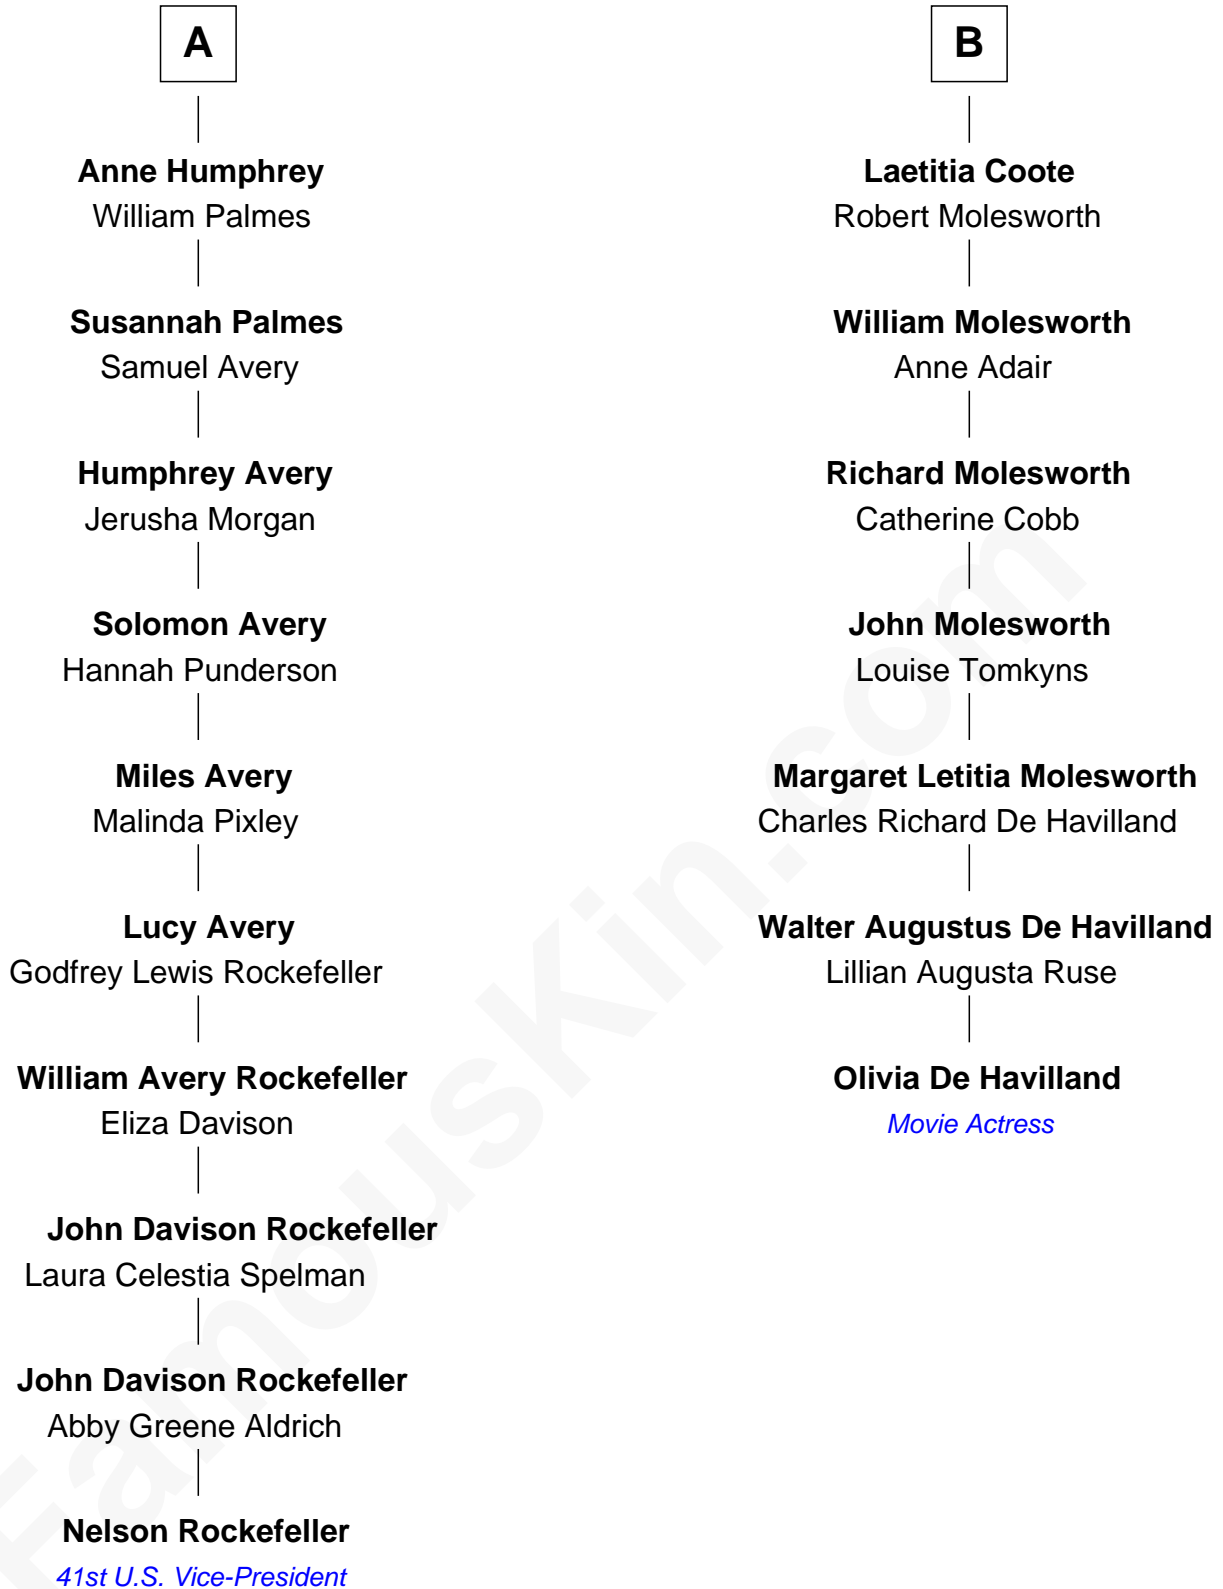 A
Anne Humphrey
William Palmes
Susannah Palmes
Samuel Avery
Humphrey Avery
Jerusha Morgan
Solomon Avery
Hannah Punderson
Miles Avery
Malinda Pixley
Lucy Avery
Godfrey Lewis Rockefeller
William Avery Rockefeller
Eliza Davison
John Davison Rockefeller
Laura Celestia Spelman
John Davison Rockefeller
Abby Greene Aldrich
Nelson Rockefeller
41st U.S. Vice-President
B
Laetitia Coote
Robert Molesworth
William Molesworth
Anne Adair
Richard Molesworth
Catherine Cobb
John Molesworth
Louise Tomkyns
Margaret Letitia Molesworth
Charles Richard De Havilland
Walter Augustus De Havilland
Lillian Augusta Ruse
Olivia De Havilland
Movie Actress
FamousKin.com